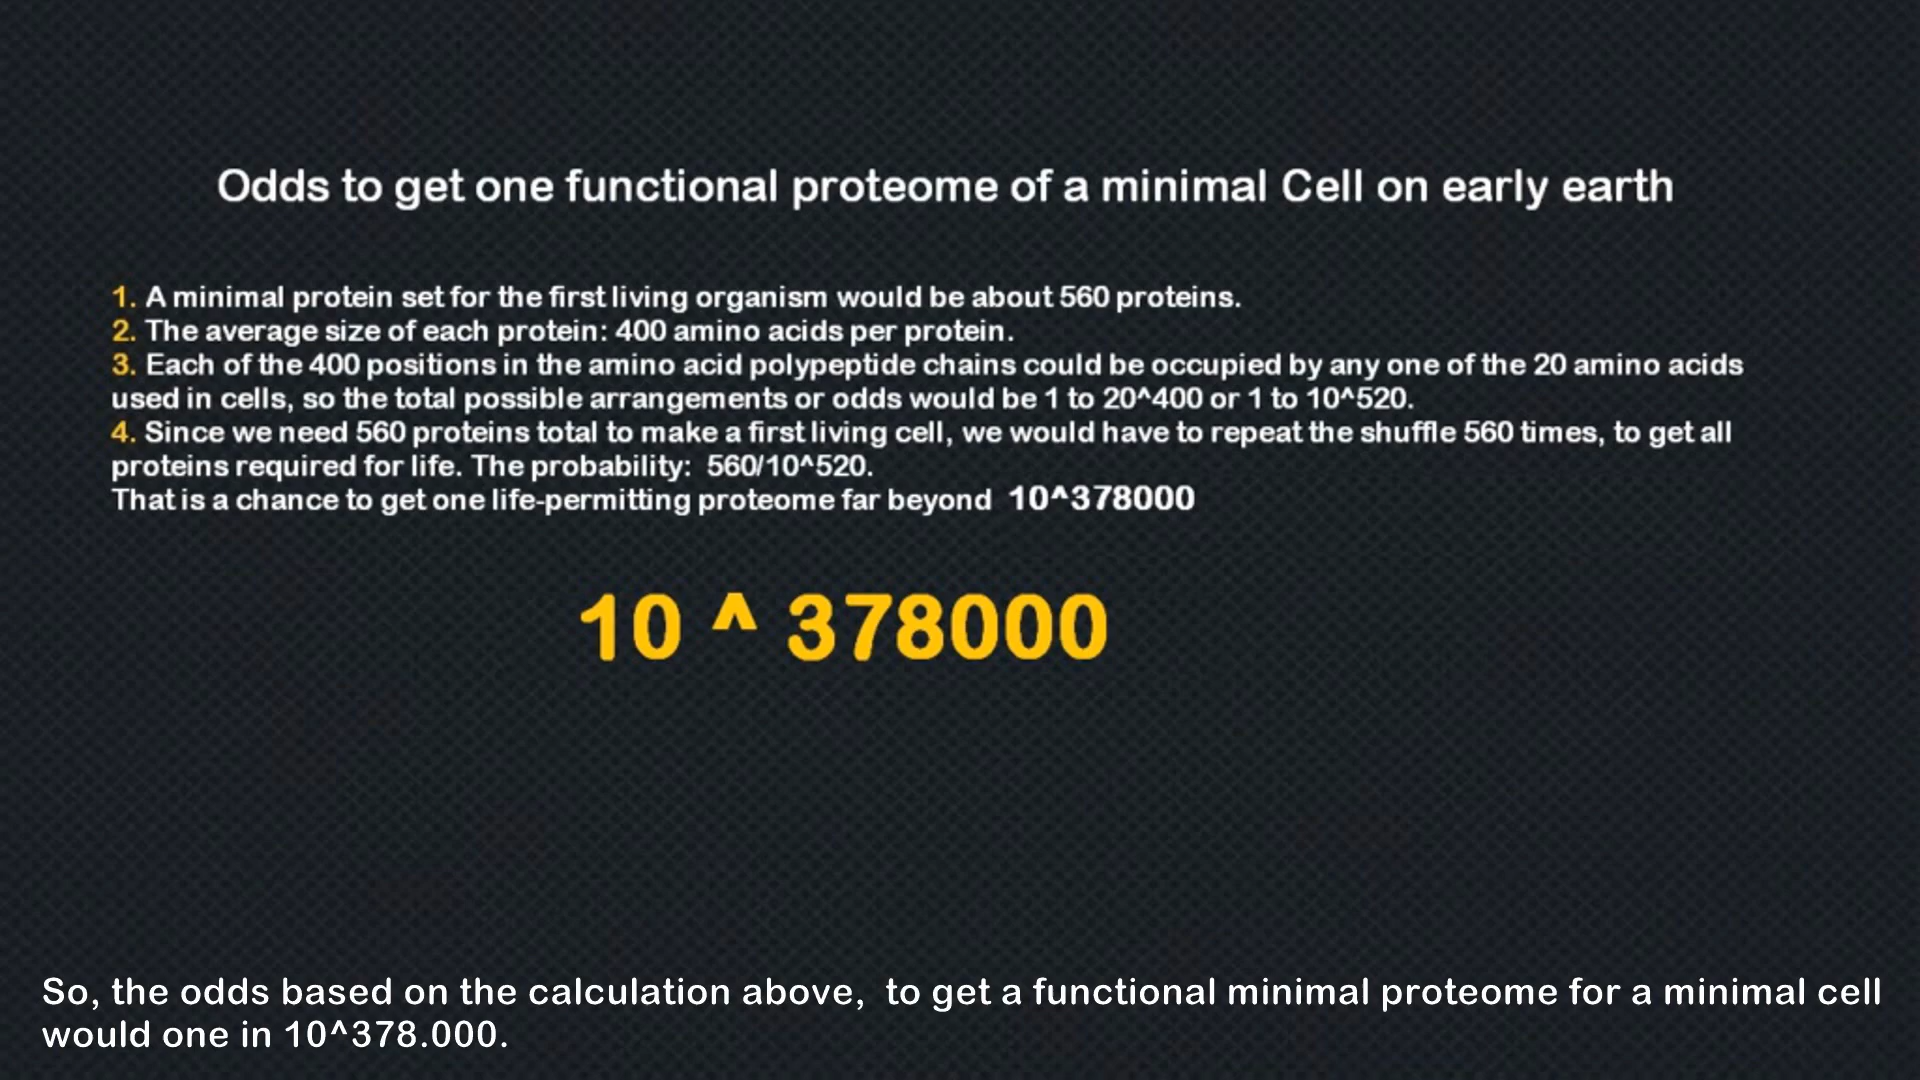 Odds to get one functional proteome of a minimal Cell on early earth
1. A minimal protein set for the first living organism would be about 560 proteins.
2. The average size of each protein: 400 amino acids per protein.
3. Each of the 400 positions in the amino acid polypeptide chains could be occupied by any one of the 20 amino acids
used in cells, so the total possible arrangements or odds would be 1 to 20^400 or 1 to 10^520.
4. Since we need 560 proteins total to make a first living cell, we would have to repeat the shuffle 560 times, to get all
proteins required for life. The probability: 560/10^520.
That is a chance to get one life-permitting proteome far beyond 10^378000
10 ^ 378000
So, the odds based on the calculation above, to get a functional minimal proteome for a minimal cell
would one in 10^378.000.